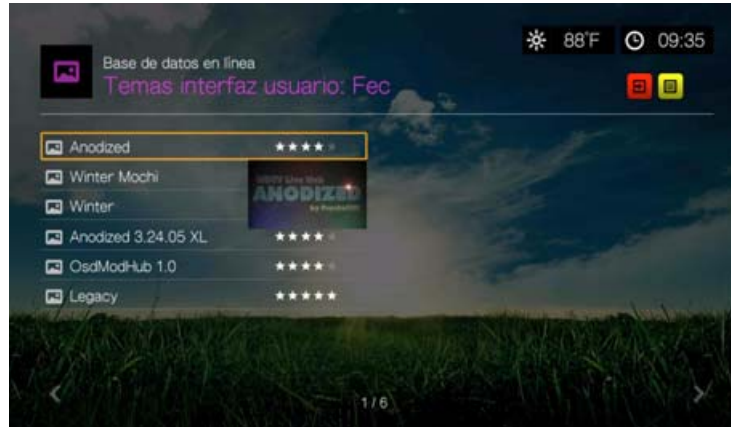 88°F 09:35
Base de datos en línea
Temas interfaz usuario: Fec
Anodized
Winter Mochi
Winter
ANODIZED
Anodized 3.24.05 XL
OsdModHub 1.0
Legacy
1 / 6